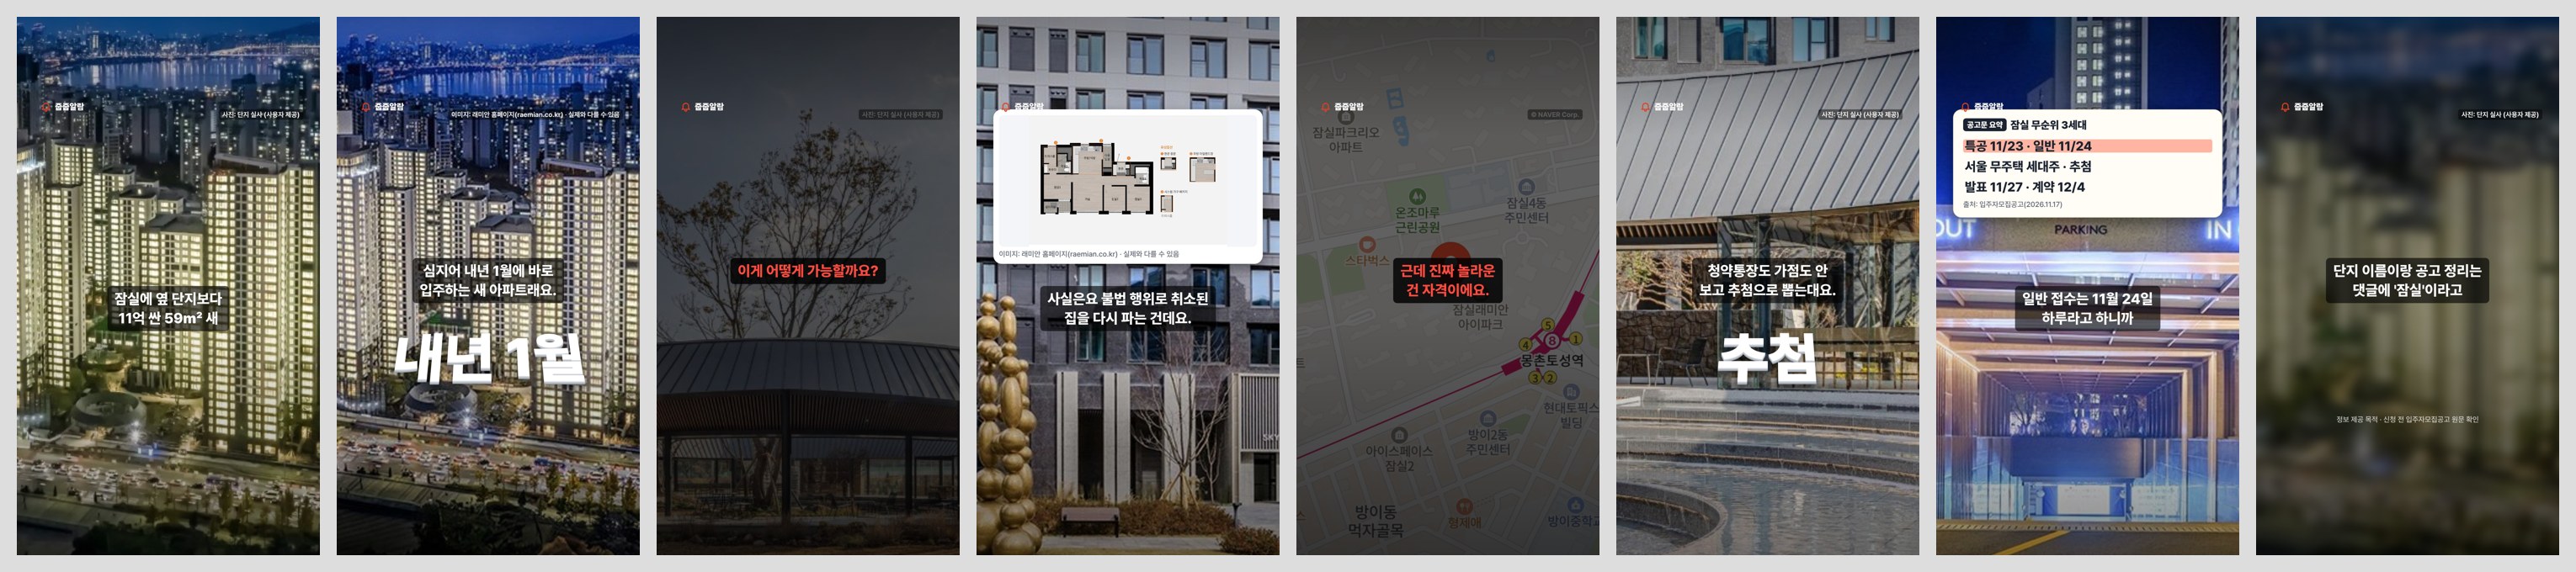 줍줍알람
사진: 단지 실사 (사용자 제공)
잠실에 옆 단지보다
11억 싼 59m² 새
줍줍알람
이미지: 래미안 홈페이지(raemian.co.kr) · 실제와 다를 수 있음
심지어 내년 1월에 바로
입주하는 새 아파트래요.
내년 1월
줍줍알람
사진: 단지 실사 (사용자 제공)
이게 어떻게 가능할까요?
줍줍알람
이미지: 래미안 홈페이지(raemian.co.kr) · 실제와 다를 수 있음
사실은요 불법 행위로 취소된
집을 다시 파는 건데요.
SKY
줍줍알람
© NAVER Corp.
잠실파크리오
아파트
온조마루
근린공원
잠실4동
주민센터
스타벅스
근데 진짜 놀라운
건 자격이에요.
잠실래미안
아이파크
5
4
8
1
몽촌토성역
3
2
현대토픽스
빌딩
방이2동
주민센터
아이스페이스
잠실2
방이동
먹자골목
형제애
방이중학교
줍줍알람
사진: 단지 실사 (사용자 제공)
청약통장도 가점도 안
보고 추첨으로 뽑는대요.
추첨
줍줍알람
공고문 요약 잠실 무순위 3세대
특공 11/23 · 일반 11/24
서울 무주택 세대주 · 추첨
발표 11/27 · 계약 12/4
출처: 입주자모집공고(2026.11.17)
OUT
PARKING
IN
일반 접수는 11월 24일
하루라고 하니까
줍줍알람
사진: 단지 실사 (사용자 제공)
단지 이름이랑 공고 정리는
댓글에 '잠실'이라고
정보 제공 목적 · 신청 전 입주자모집공고 원문 확인